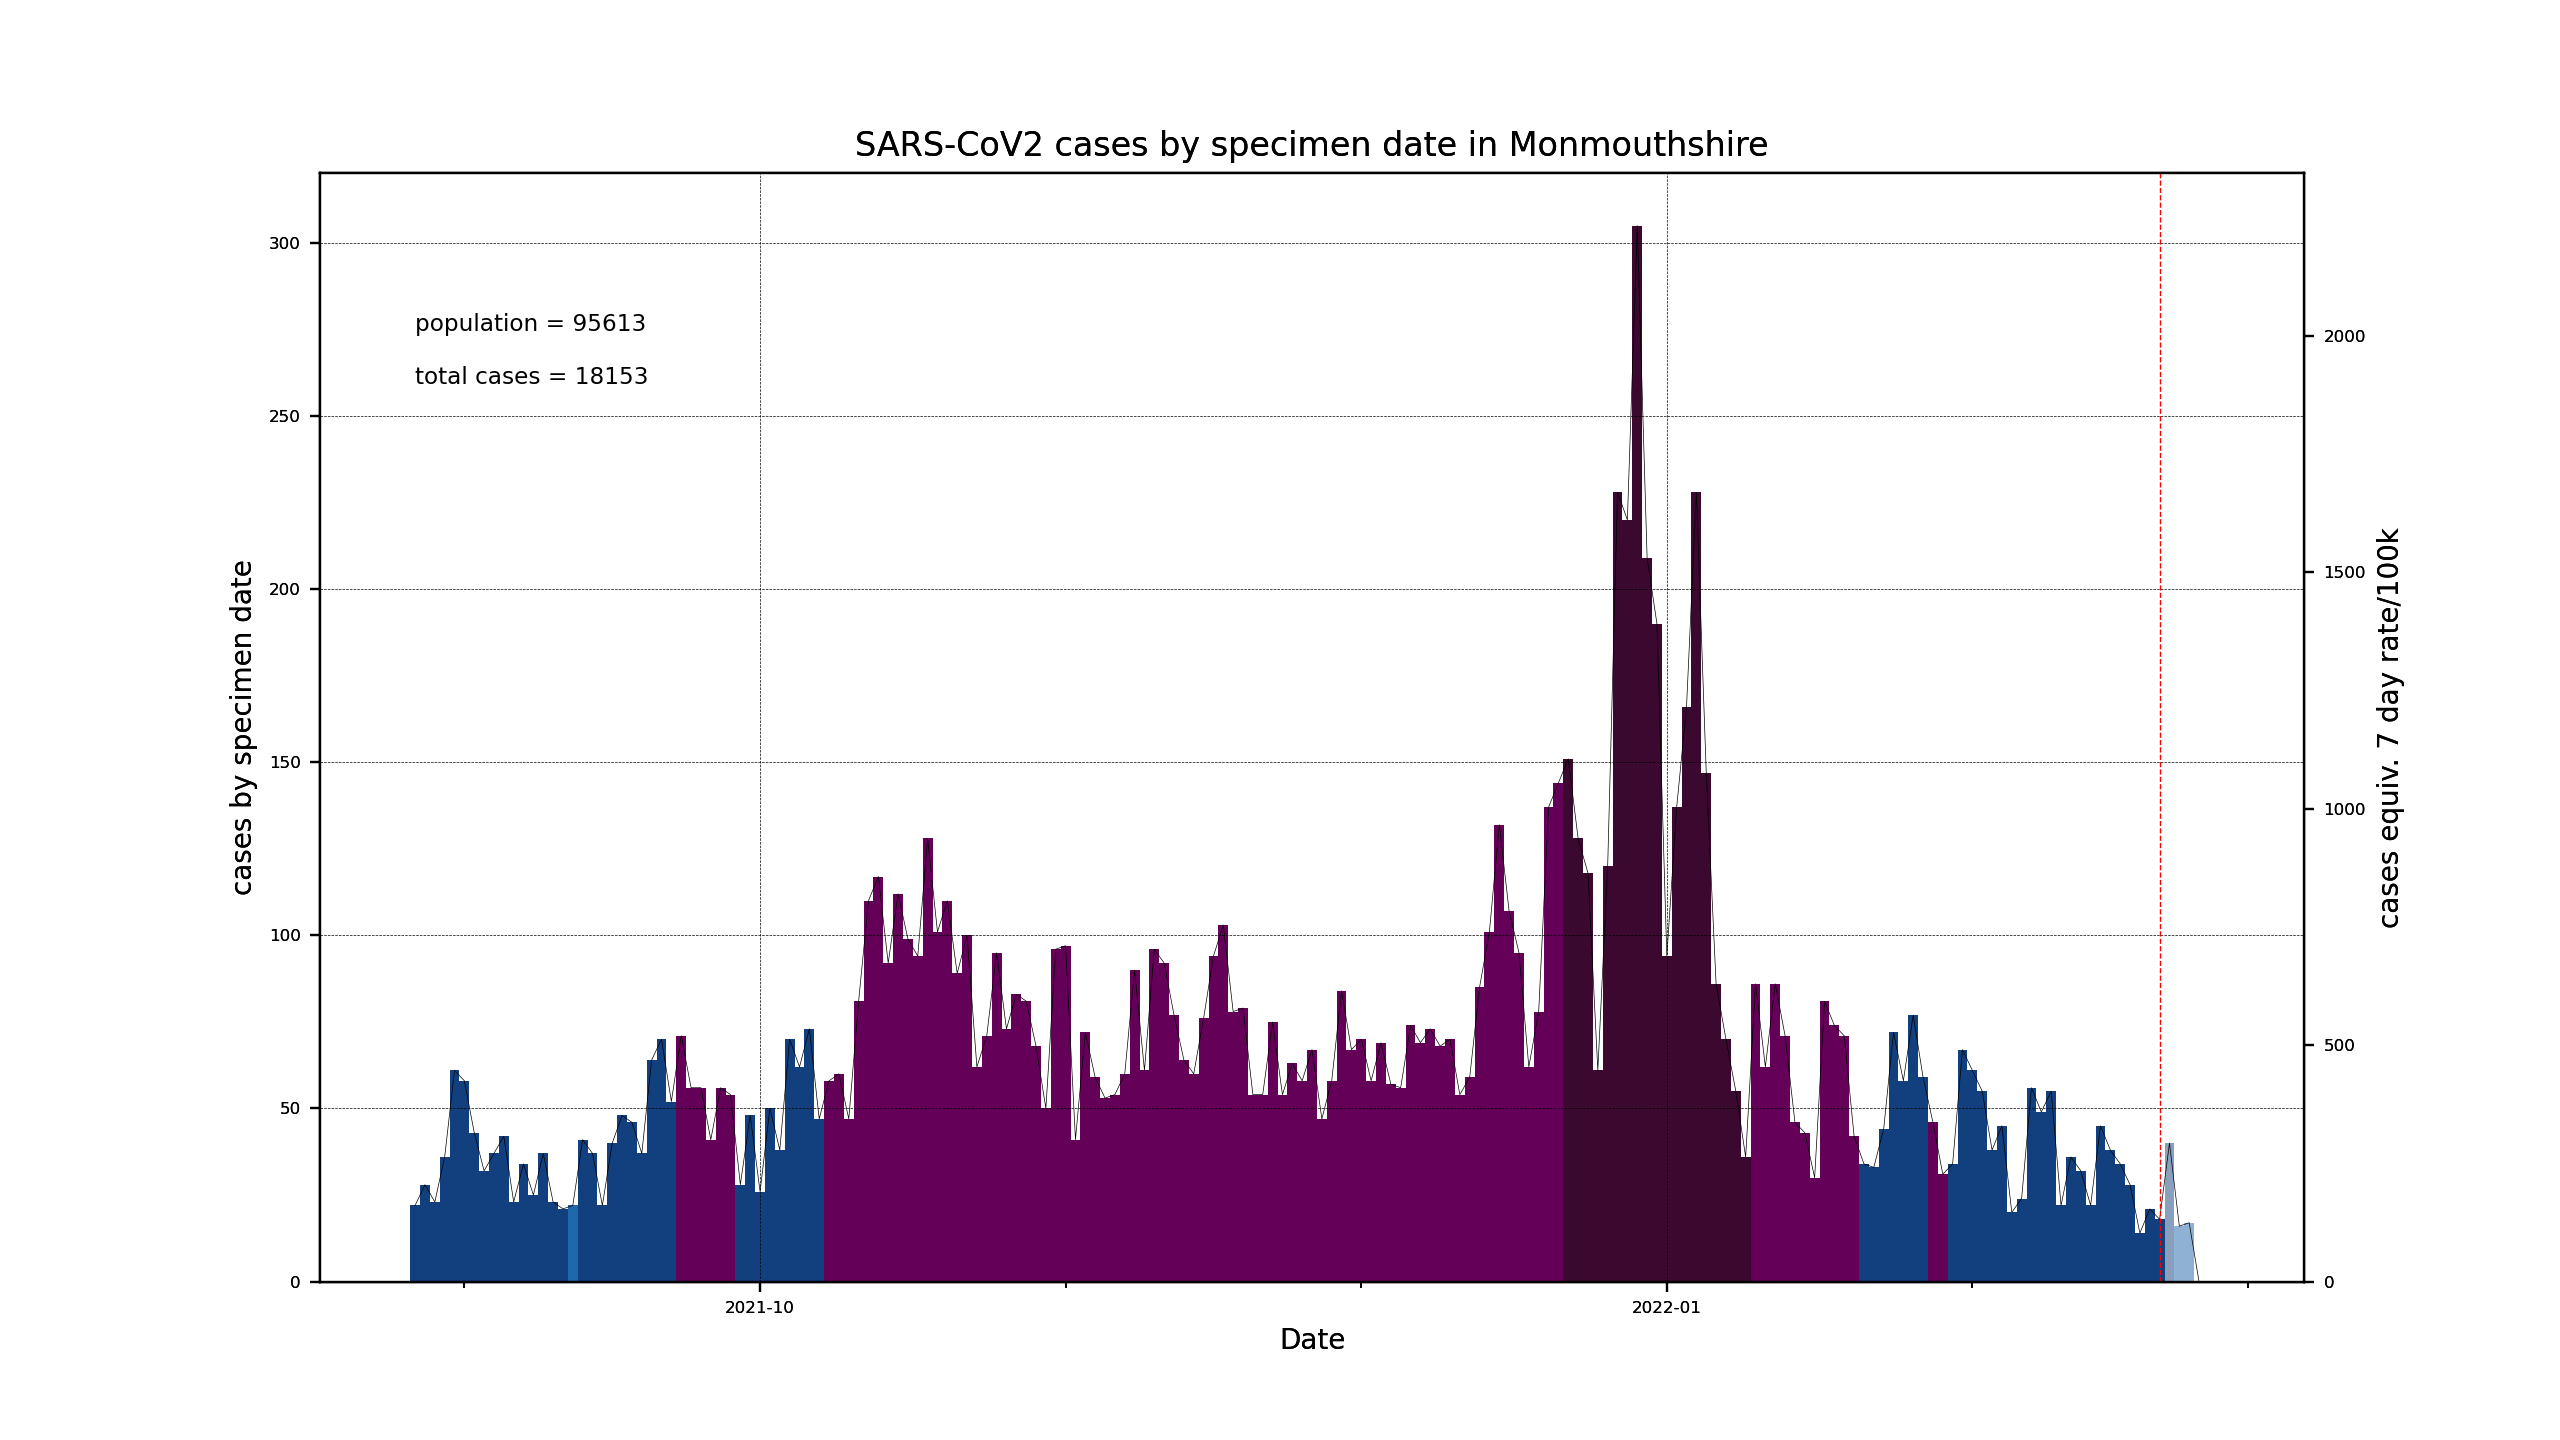 SARS-CoV2 cases by specimen date in Monmouthshire
population = 95613
total cases = 18153
cases by specimen date
300
250
200
150
100
50
0
2000
1500
1000
500
0
cases equiv. 7 day rate/100k
2021-10
2022-01
Date